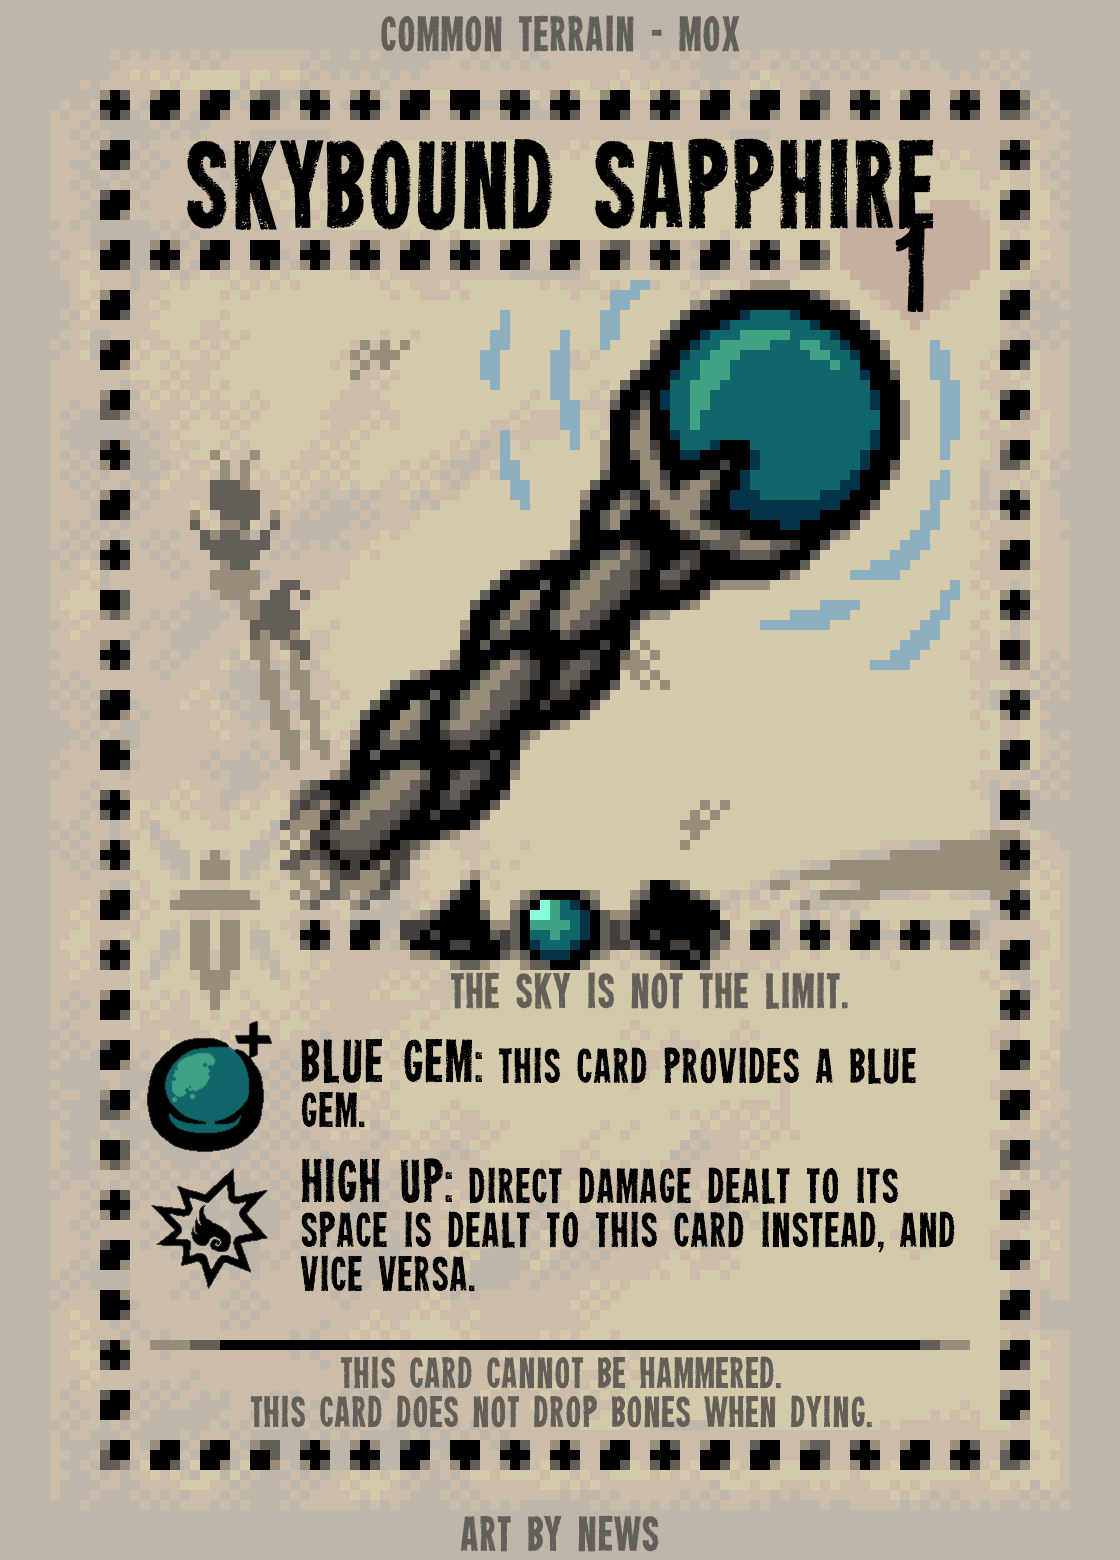 COMMON TERRAIN - MOX
SKYBOUND SAPPHIRE
1
THE SKY IS NOT THE LIMIT.
BLUE GEM: THIS CARD PROVIDES A BLUE
GEM.
HIGH UP: DIRECT DAMAGE DEALT TO ITS
SPACE IS DEALT TO THIS CARD INSTEAD, AND
VICE VERSA.
THIS CARD CANNOT BE HAMMERED.
THIS CARD DOES NOT DROP BONES WHEN DYING.
ART BY NEWS